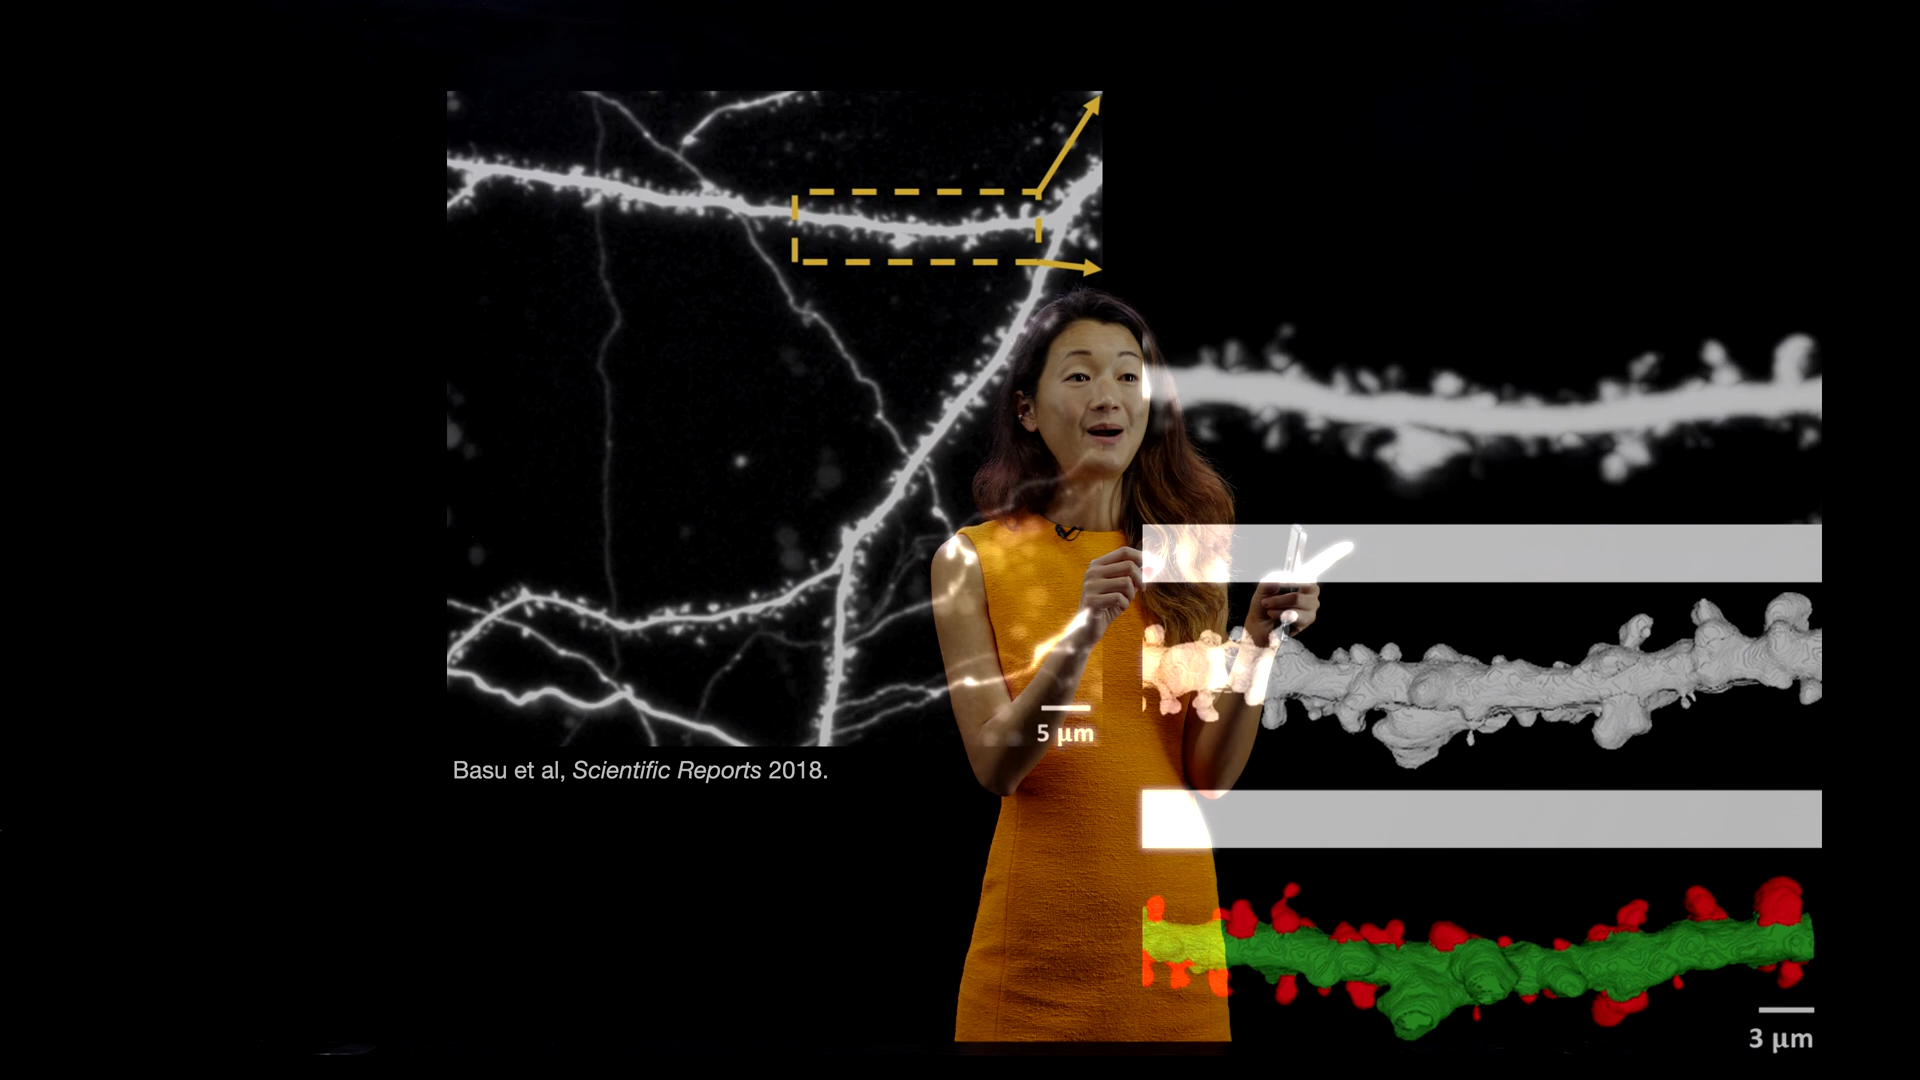 5 μm
Basu et al, Scientific Reports 2018.
3 μm